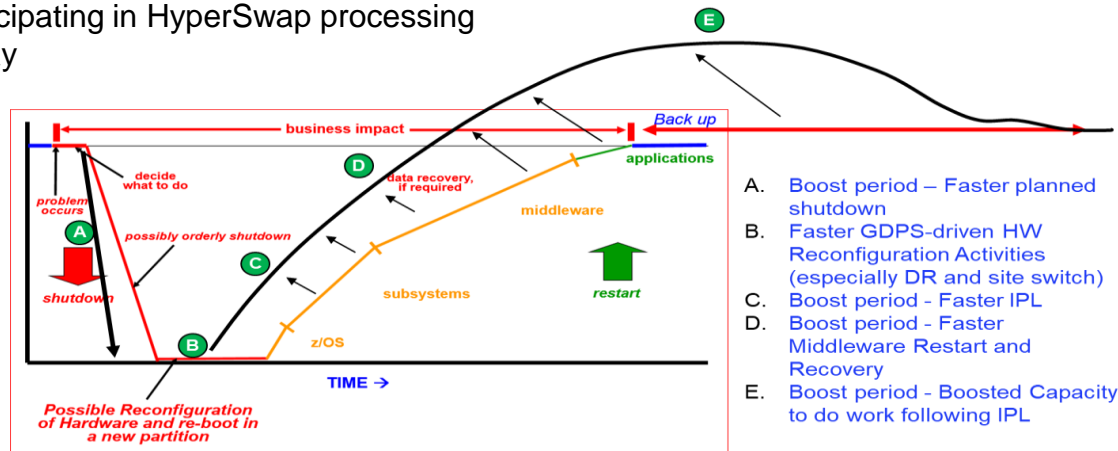 cipating in HyperSwap processing
y
E
business impact
Back up
applications
decide
what to do
D
data recovery,
if required
problem
occurs
A
possibly orderly shutdown
middleware
C
shutdown
subsystems
restart
B
z/OS
TIME →
Possible Reconfiguration
of Hardware and re-boot in
a new partition
A. Boost period – Faster planned
shutdown
B. Faster GDPS-driven HW
Reconfiguration Activities
(especially DR and site switch)
C. Boost period - Faster IPL
D. Boost period - Faster
Middleware Restart and
Recovery
E. Boost period - Boosted Capacity
to do work following IPL